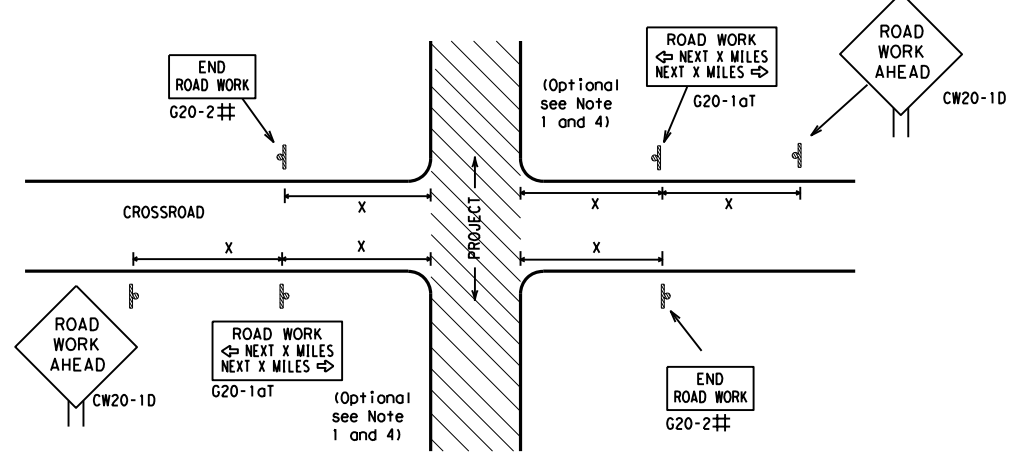 ROAD
WORK
AHEAD
CW20-1D
ROAD WORK
⇦ NEXT X MILES
NEXT X MILES ⇨
G20-1aT
(Optional
see Note
1 and 4)
END
ROAD WORK
G20-2#
X
X
X
CROSSROAD
PROJECT
X
X
X
ROAD
WORK
AHEAD
CW20-1D
ROAD WORK
⇦ NEXT X MILES
NEXT X MILES ⇨
G20-1aT
(Optional
see Note
1 and 4)
END
ROAD WORK
G20-2#